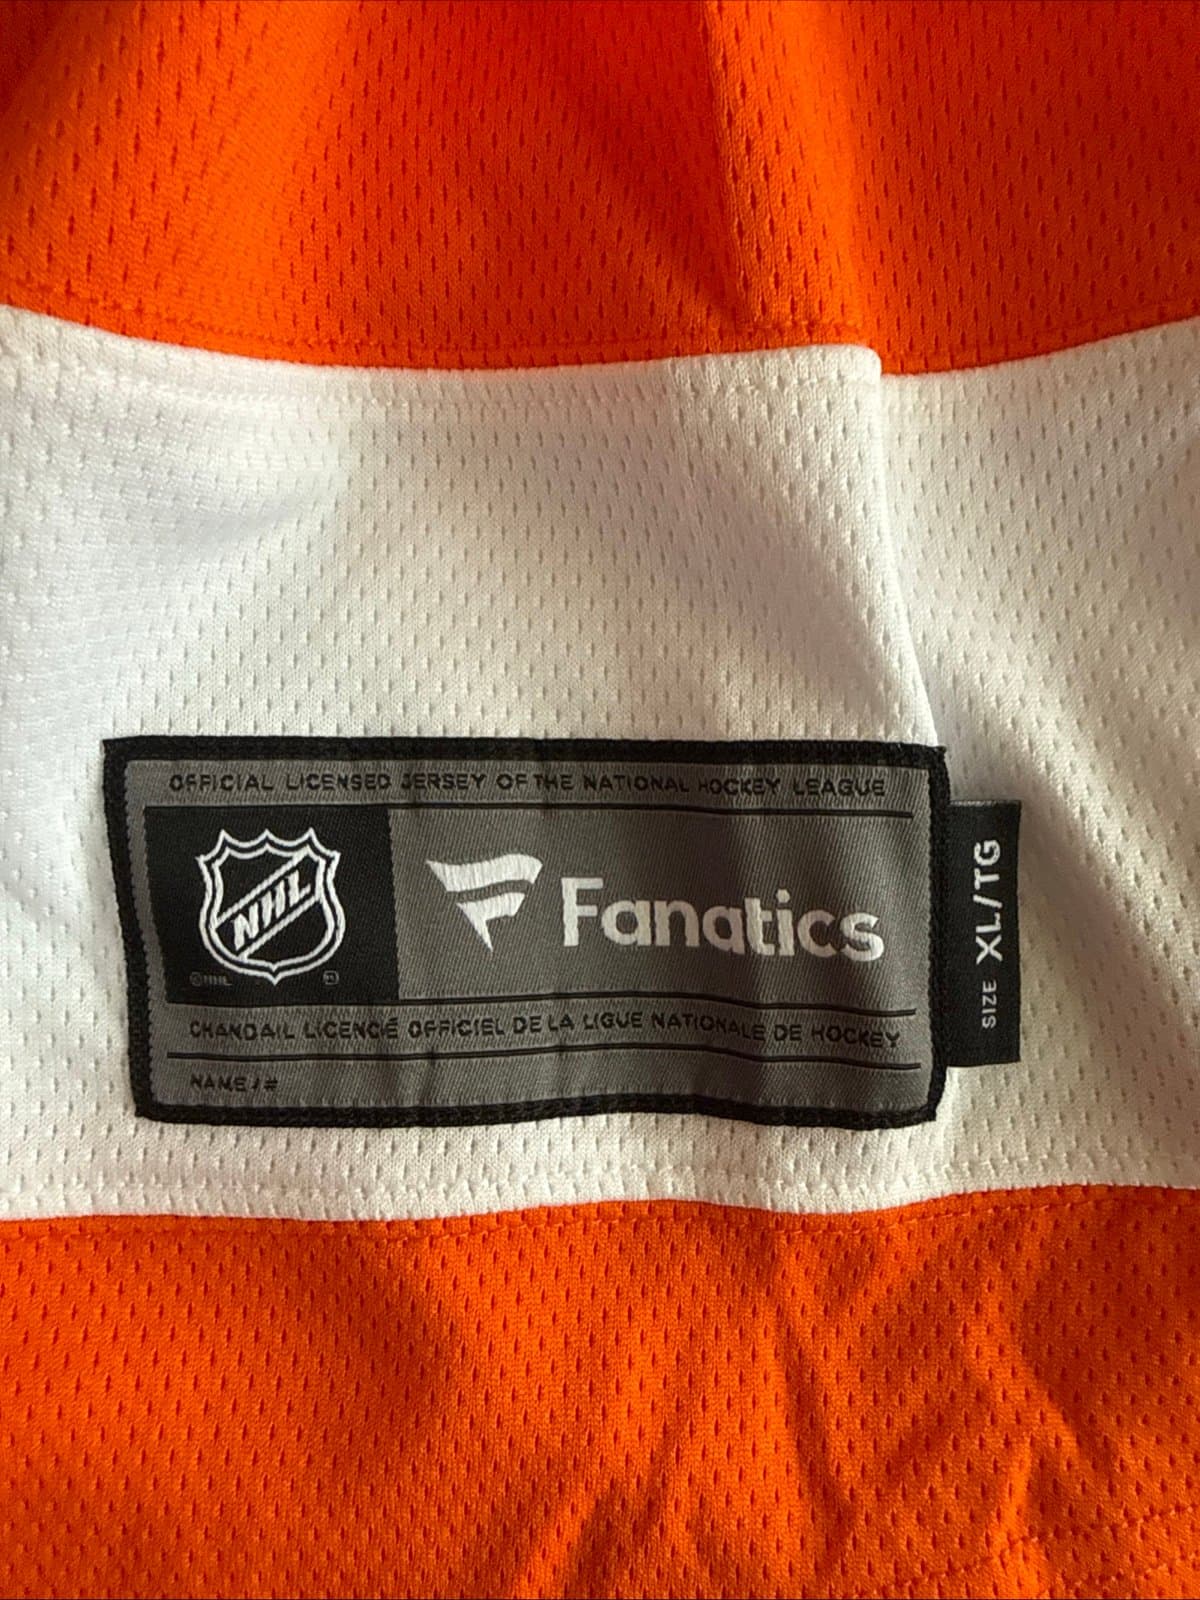 OFFICIAL LICENSED JERSEY OF THE NATIONAL HOCKEY LEAGUE
NHL
©NHL
Fanatics
CHANDAIL LICENCIÉ OFFICIEL DE LA LIGUE NATIONALE DE HOCKEY
NAME / #
SIZE XL/TG